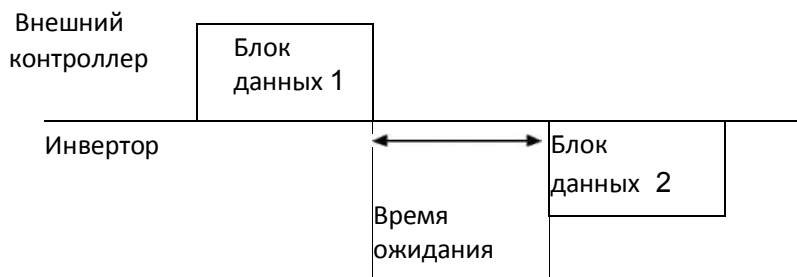 Внешний
контроллер
Блок
данных 1
Инвертор
Блок
данных 2
Время
ожидания